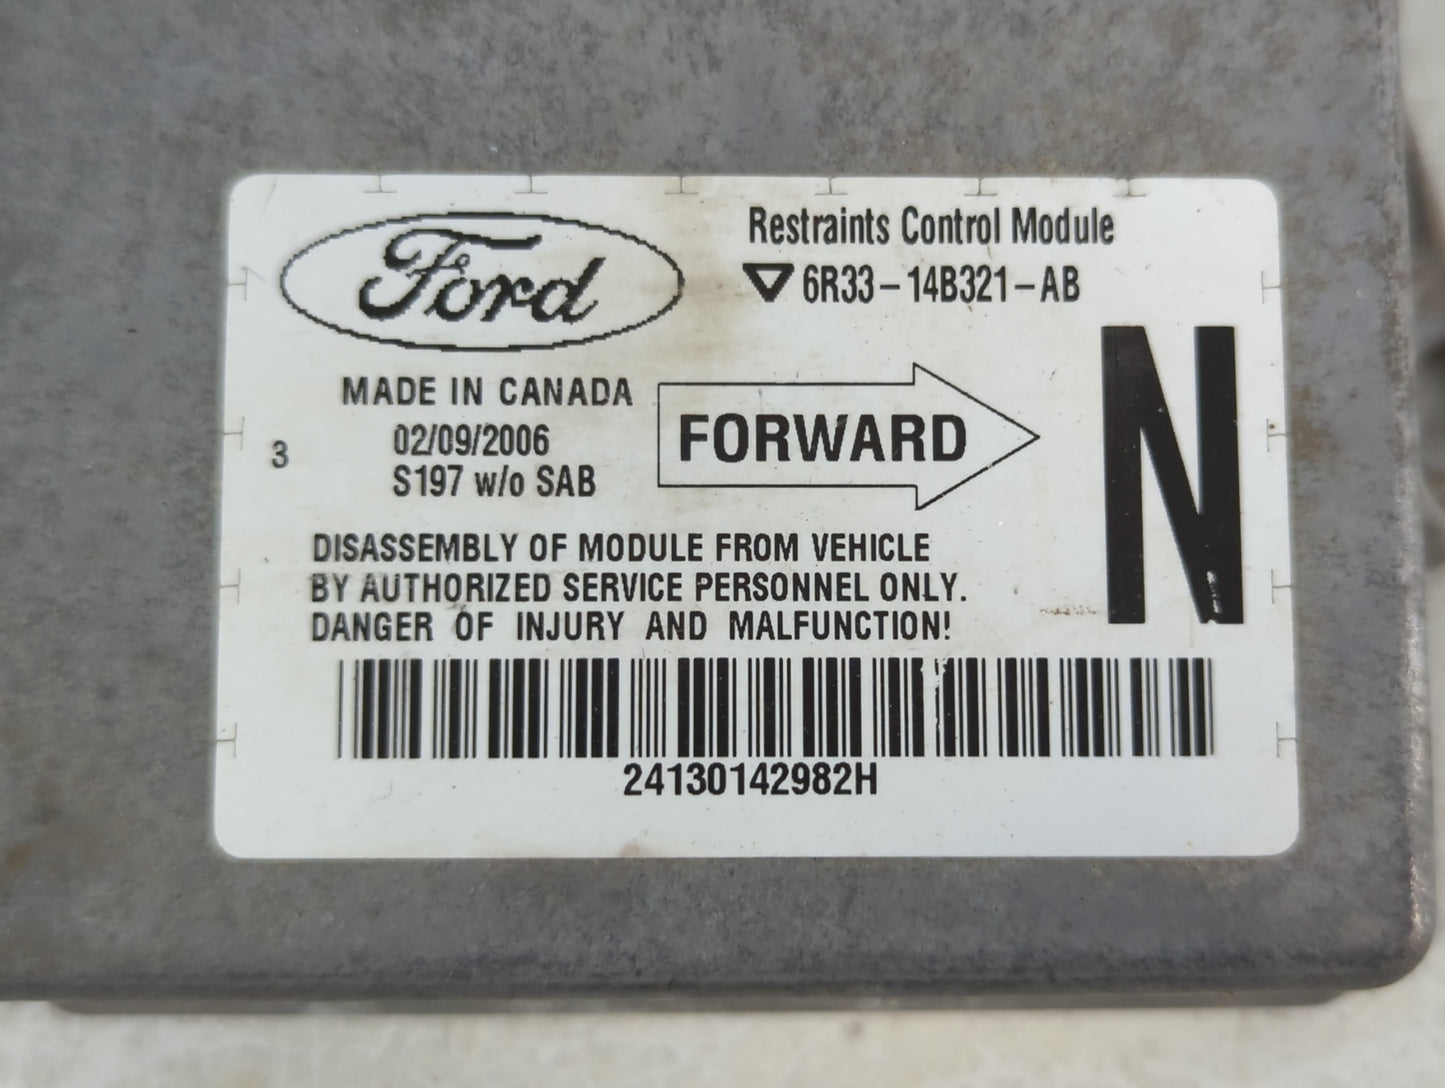 Ford
Restraints Control Module
6R33-14B321-AB
MADE IN CANADA
02/09/2006
3
S197 w/o SAB
FORWARD
N
DISASSEMBLY OF MODULE FROM VEHICLE
BY AUTHORIZED SERVICE PERSONNEL ONLY.
DANGER OF INJURY AND MALFUNCTION!
24130142982H